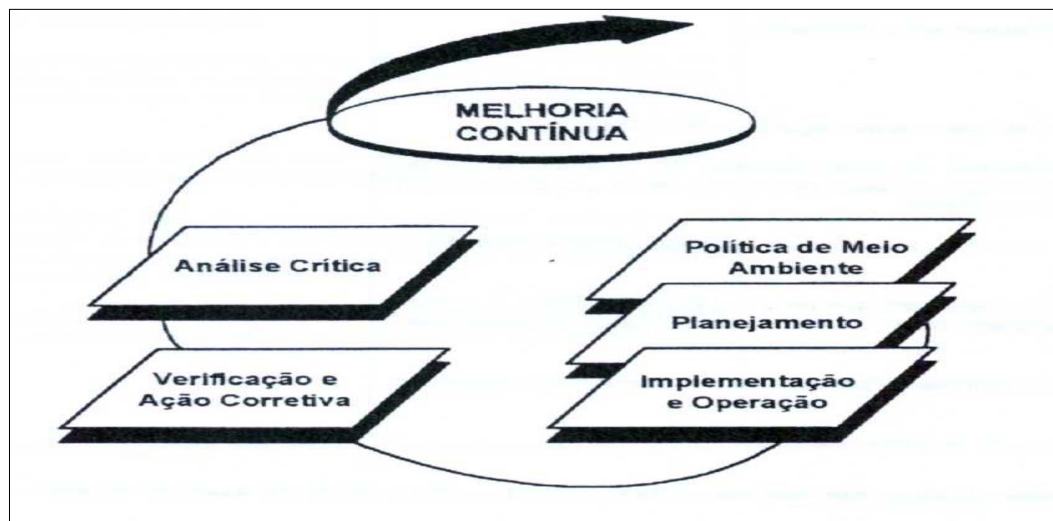 MELHORIA
CONTÍNUA
Política de Meio
Ambiente
Planejamento
Implementação
e Operação
Verificação e
Ação Corretiva
Análise Crítica